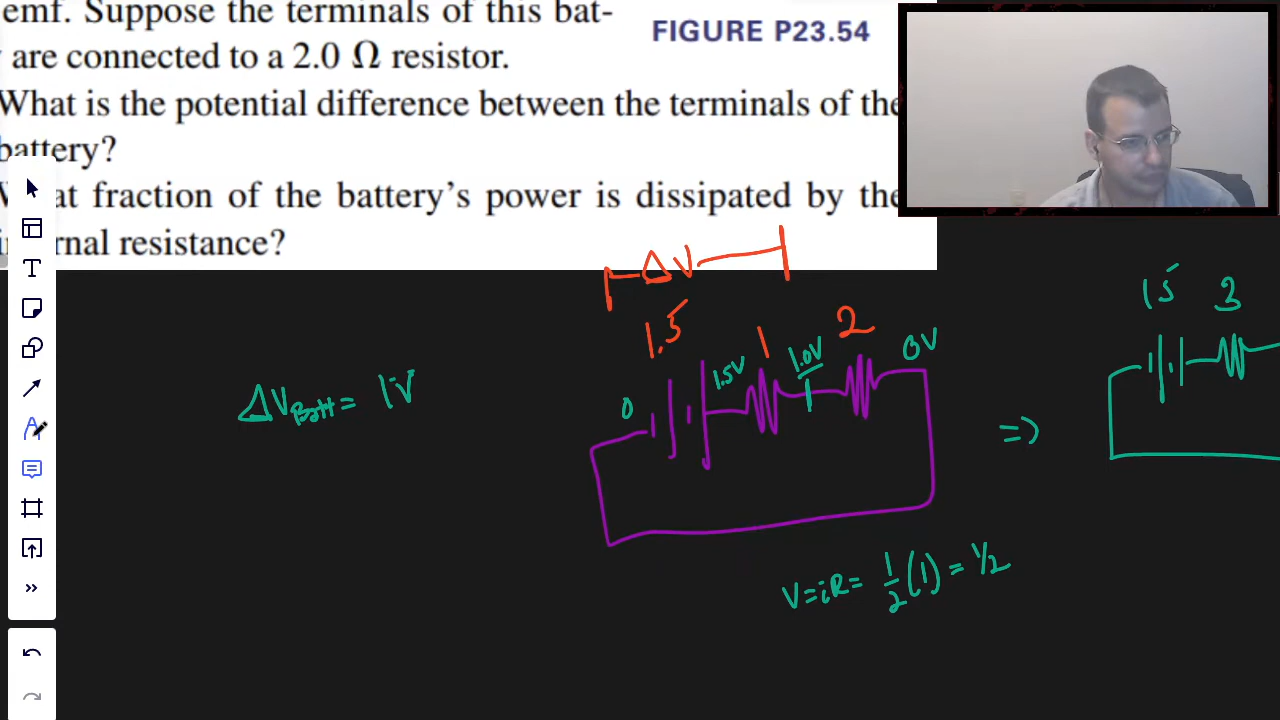 emf. Suppose the terminals of this bat-
are connected to a 2.0 Ω resistor.
FIGURE P23.54
What is the potential difference between the terminals of the
battery?
at fraction of the battery's power is dissipated by the
rnal resistance?
ΔV
1.5 1 2
0 1.5V 1.0V 0V
ΔV Batt = 1V
15 3
=>
V=iR= 1/2 (1) = 1/2